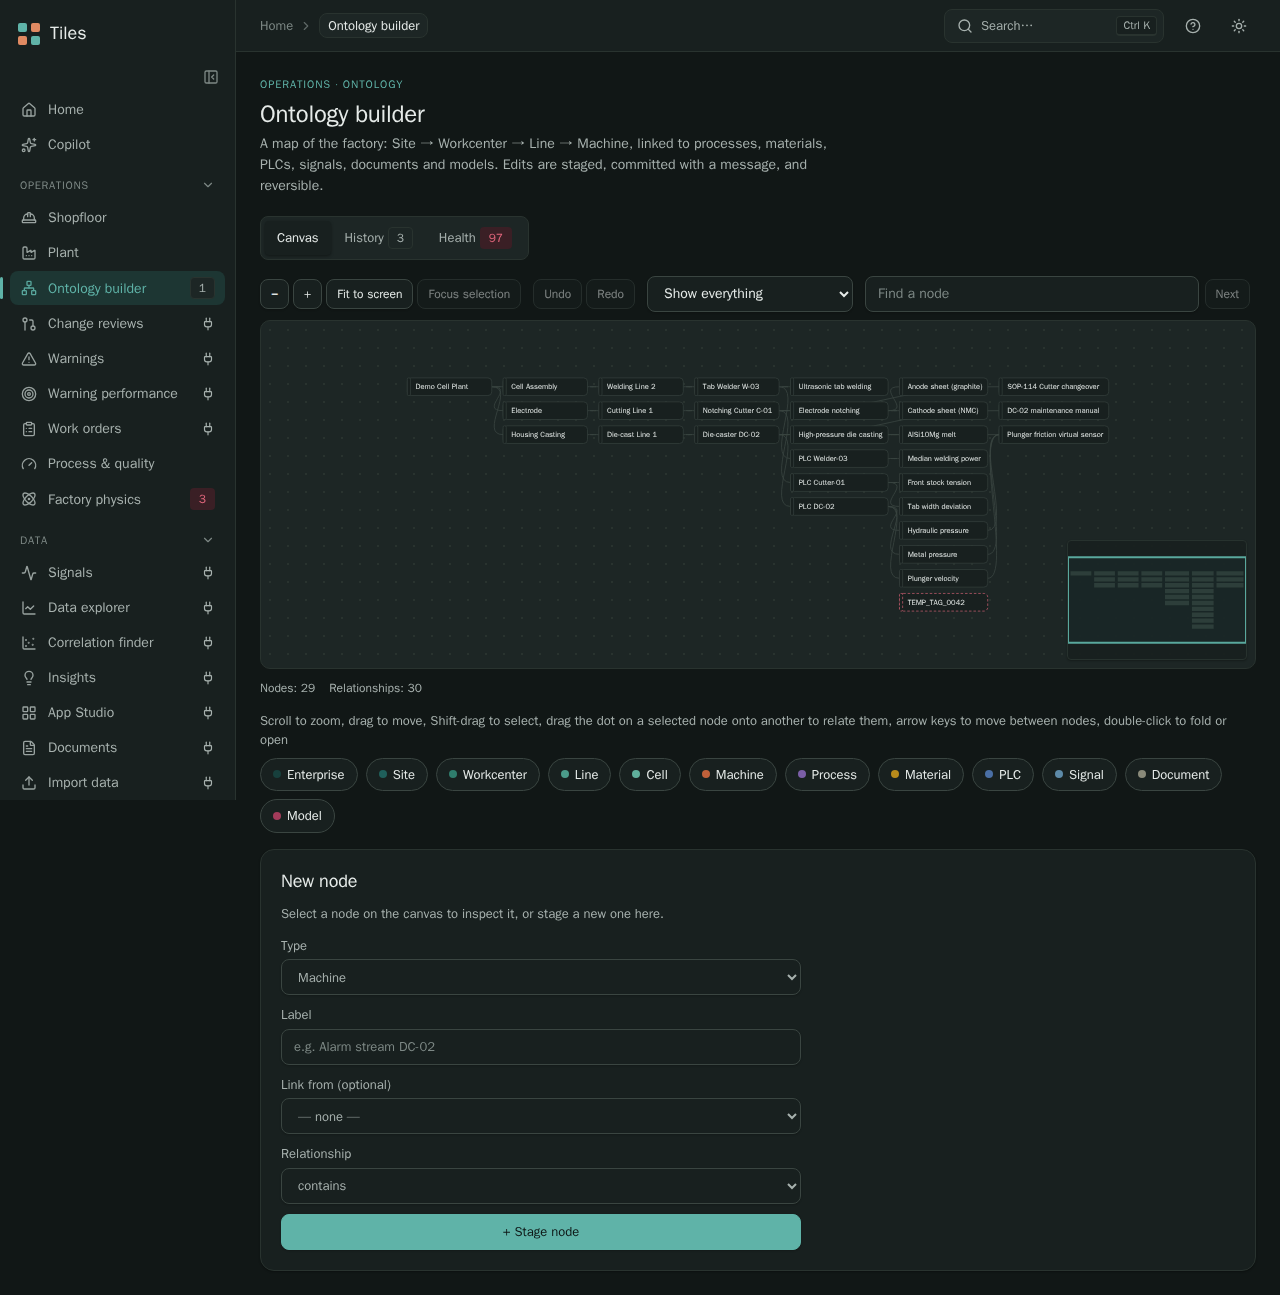 Tiles
Home
Copilot
OPERATIONS
Shopfloor
Plant
Ontology builder 1
Change reviews
Warnings
Warning performance
Work orders
Process & quality
Factory physics 3
DATA
Signals
Data explorer
Correlation finder
Insights
App Studio
Documents
Import data
Home > Ontology builder
Search⋯ Ctrl K
OPERATIONS · ONTOLOGY
Ontology builder
A map of the factory: Site → Workcenter → Line → Machine, linked to processes, materials,
PLCs, signals, documents and models. Edits are staged, committed with a message, and
reversible.
Canvas History 3 Health 97
− + Fit to screen Focus selection Undo Redo Show everything Find a node Next
Demo Cell Plant Cell Assembly Welding Line 2 Tab Welder W-03 Ultrasonic tab welding Anode sheet (graphite) SOP-114 Cutter changeover
Electrode Cutting Line 1 Notching Cutter C-01 Electrode notching Cathode sheet (NMC) DC-02 maintenance manual
Housing Casting Die-cast Line 1 Die-caster DC-02 High-pressure die casting AlSi10Mg melt Plunger friction virtual sensor
PLC Welder-03 Median welding power
PLC Cutter-01 Front stock tension
PLC DC-02 Tab width deviation
Hydraulic pressure
Metal pressure
Plunger velocity
TEMP_TAG_0042
Nodes: 29 Relationships: 30
Scroll to zoom, drag to move, Shift-drag to select, drag the dot on a selected node onto another to relate them, arrow keys to move between nodes, double-click to fold or
open
Enterprise Site Workcenter Line Cell Machine Process Material PLC Signal Document
Model
New node
Select a node on the canvas to inspect it, or stage a new one here.
Type
Machine
Label
e.g. Alarm stream DC-02
Link from (optional)
— none —
Relationship
contains
+ Stage node